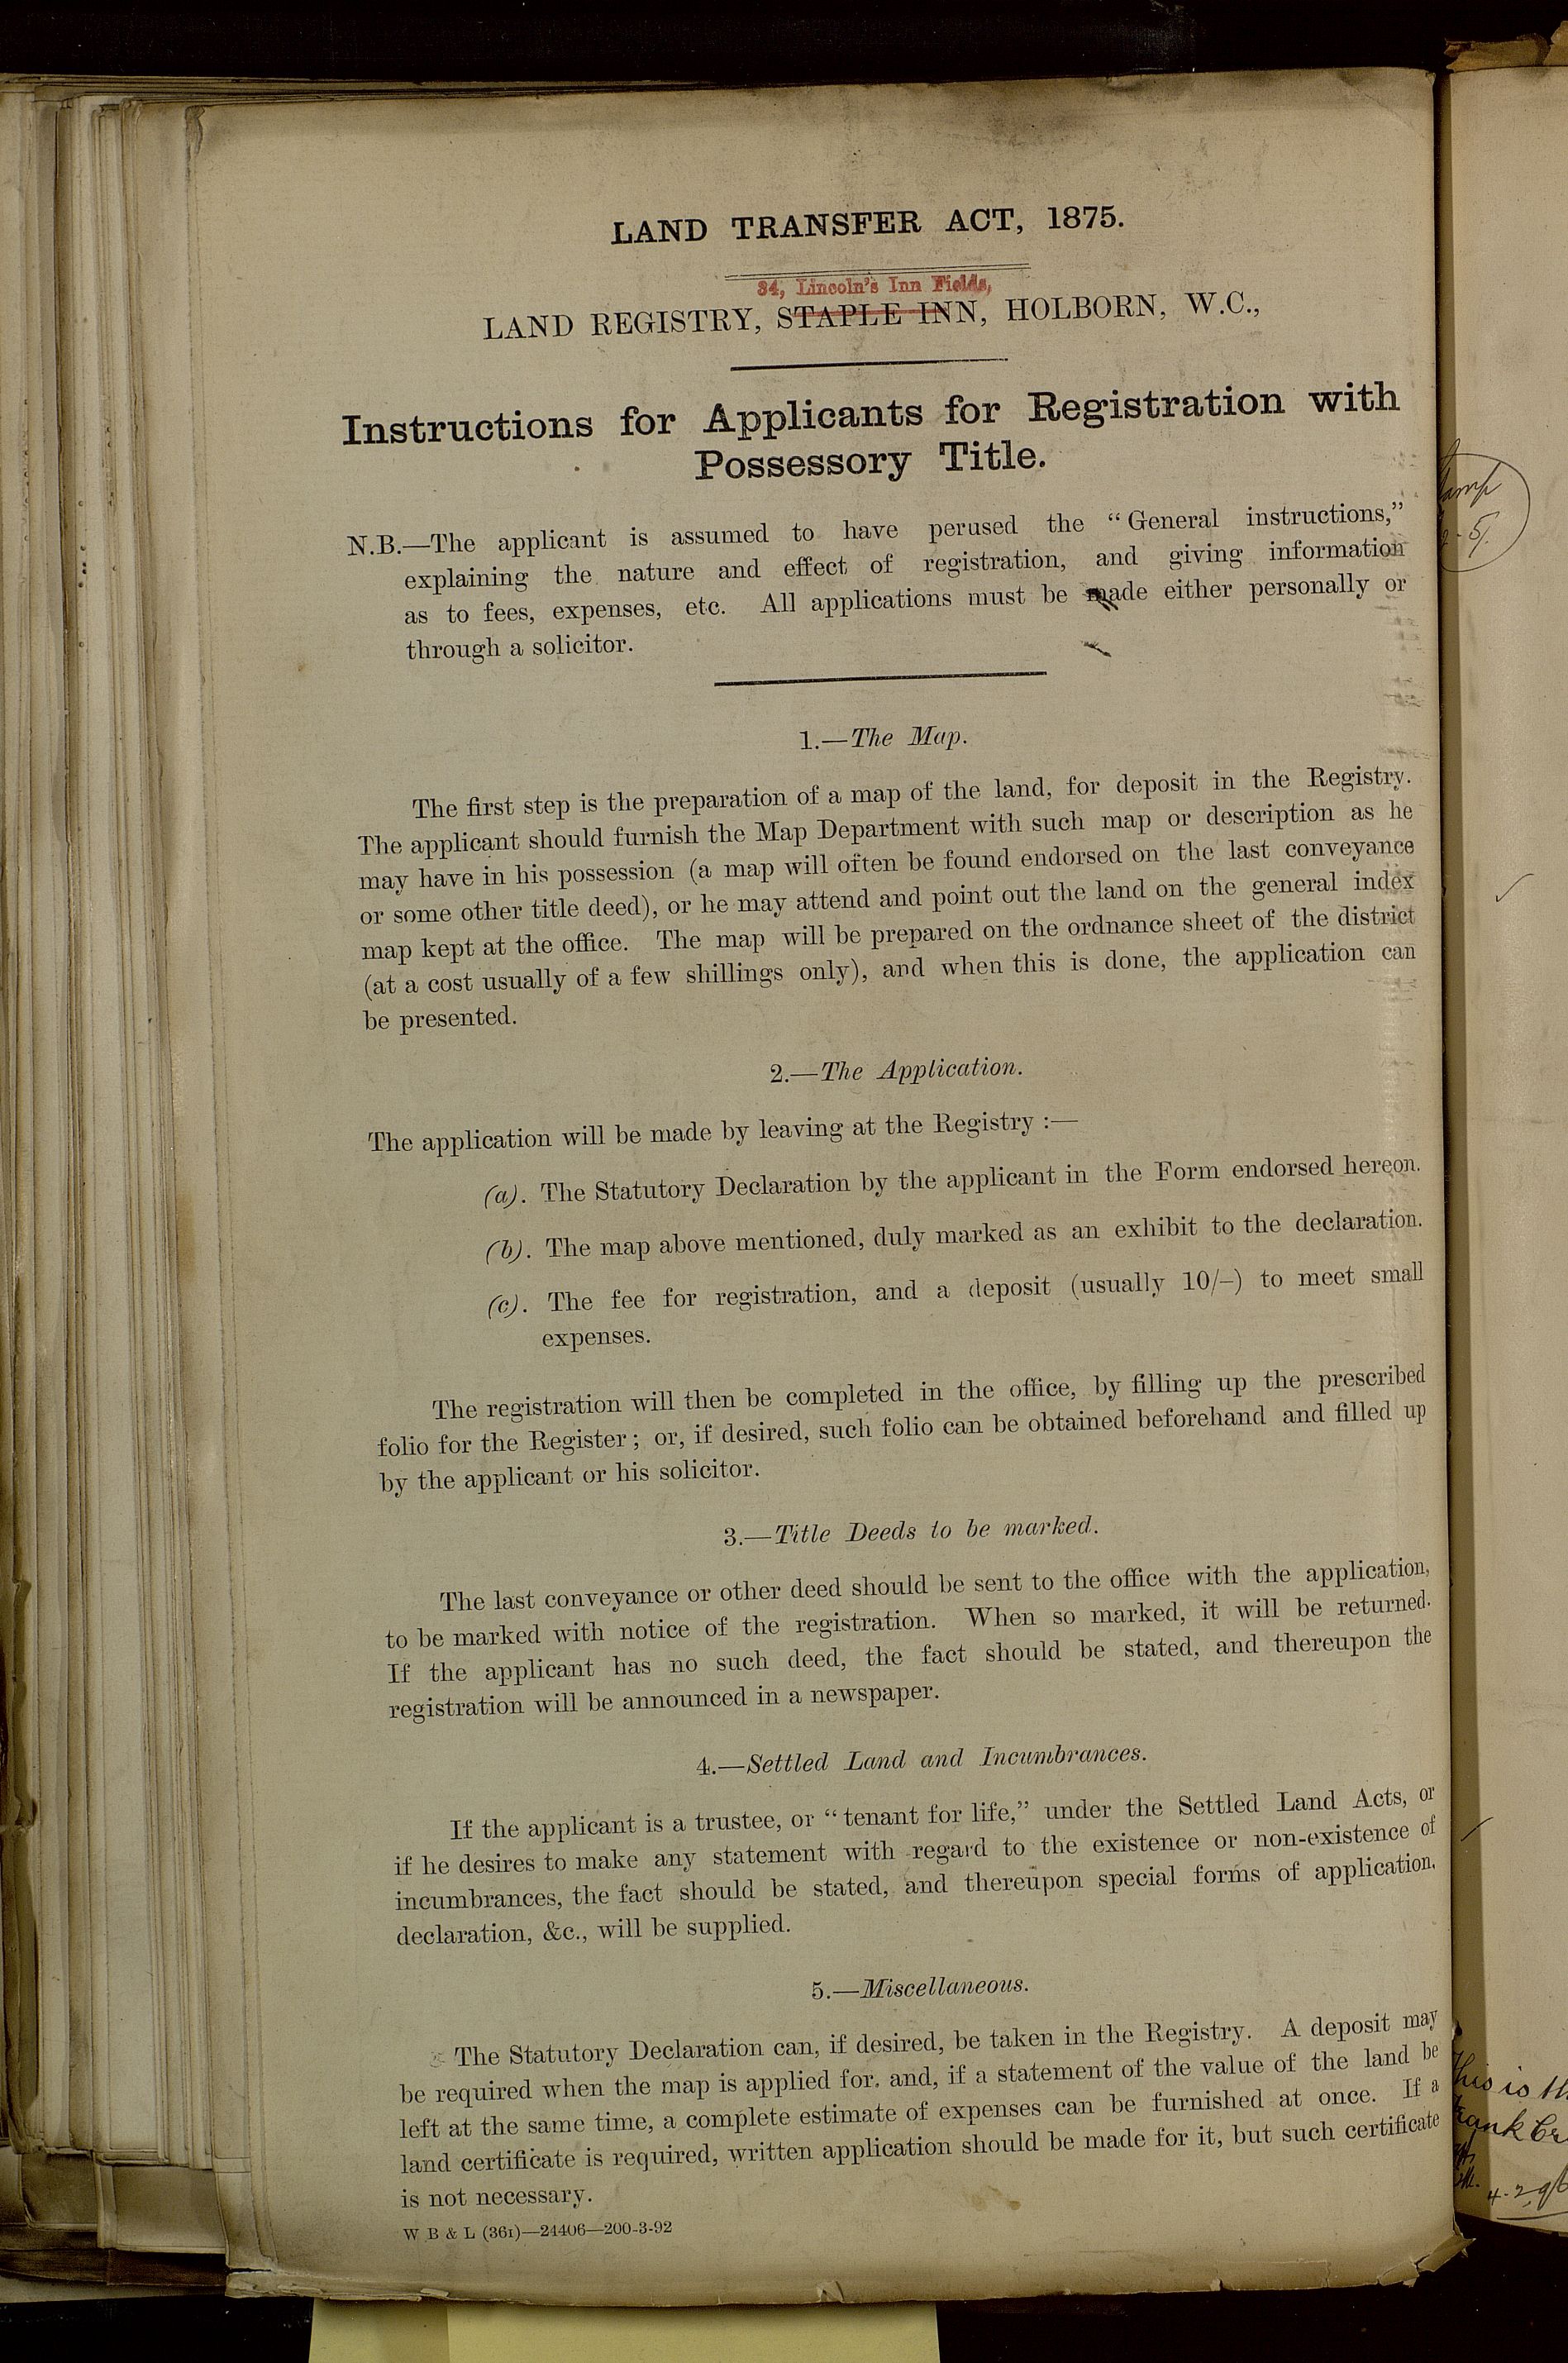 LAND TRANSFER ACT, 1875.
34, Lincoln's Inn Fields,
LAND REGISTRY, STAPLE INN, HOLBORN, W.C.,
Instructions for Applicants for Registration with
Possessory Title.
N.B.—The applicant is assumed to have perused the “General instructions,”
explaining the nature and effect of registration, and giving information
as to fees, expenses, etc. All applications must be made either personally or
through a solicitor.
1.—The Map.
The first step is the preparation of a map of the land, for deposit in the Registry.
The applicant should furnish the Map Department with such map or description as he
may have in his possession (a map will often be found endorsed on the last conveyance
or some other title deed), or he may attend and point out the land on the general index
map kept at the office. The map will be prepared on the ordnance sheet of the district
(at a cost usually of a few shillings only), and when this is done, the application can
be presented.
2.—The Application.
The application will be made by leaving at the Registry :—
(a). The Statutory Declaration by the applicant in the Form endorsed hereon.
(b). The map above mentioned, duly marked as an exhibit to the declaration.
(c). The fee for registration, and a deposit (usually 10/–) to meet small
expenses.
The registration will then be completed in the office, by filling up the prescribed
folio for the Register; or, if desired, such folio can be obtained beforehand and filled up
by the applicant or his solicitor.
3.—Title Deeds to be marked.
The last conveyance or other deed should be sent to the office with the application,
to be marked with notice of the registration. When so marked, it will be returned.
If the applicant has no such deed, the fact should be stated, and thereupon the
registration will be announced in a newspaper.
4.—Settled Land and Incumbrances.
If the applicant is a trustee, or “tenant for life,” under the Settled Land Acts, or
if he desires to make any statement with regard to the existence or non-existence of
incumbrances, the fact should be stated, and thereupon special forms of application,
declaration, &c., will be supplied.
5.—Miscellaneous.
The Statutory Declaration can, if desired, be taken in the Registry. A deposit may
be required when the map is applied for, and, if a statement of the value of the land be
left at the same time, a complete estimate of expenses can be furnished at once. If a
land certificate is required, written application should be made for it, but such certificate
is not necessary.
W B & L (361)—24406—200-3-92
is